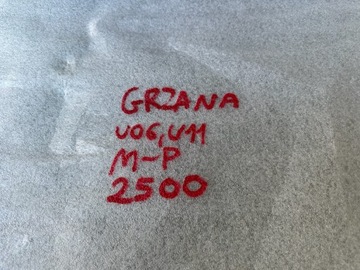 GRZANA
U06, U11
M-P
2500